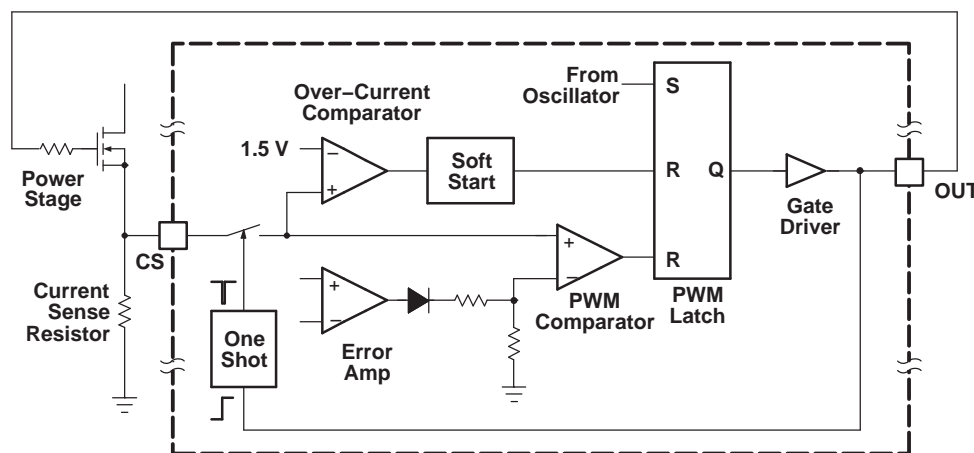 From
Oscillator
S
Over−Current
Comparator
1.5 V
−
+
Soft
Start
R
Q
Gate
Driver
OUT
Power
Stage
CS
+
−
R
PWM
Comparator
PWM
Latch
+
−
Error
Amp
One
Shot
Current
Sense
Resistor